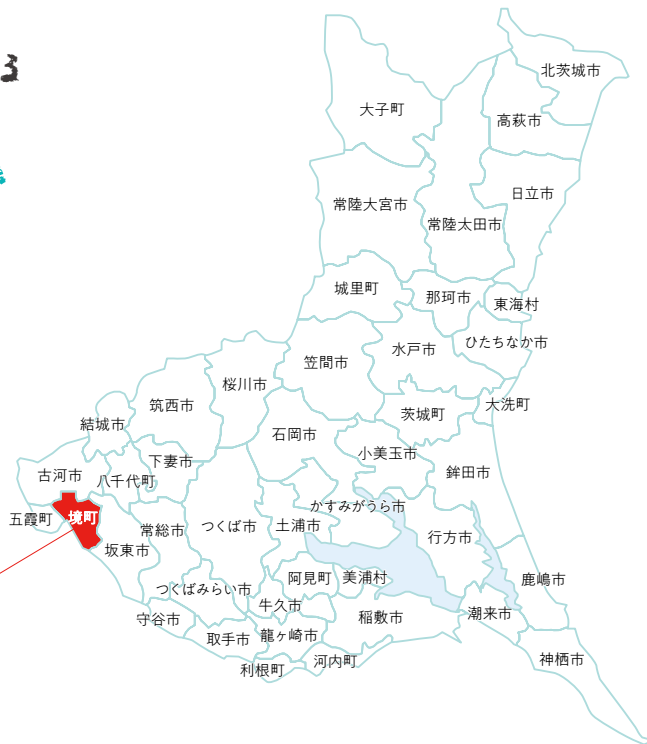 る
北茨城市
大子町
高萩市
日立市
常陸大宮市
常陸太田市
城里町
那珂市
東海村
ひたちなか市
水戸市
笠間市
桜川市
筑西市
大洗町
茨城町
結城市
石岡市
小美玉市
下妻市
鉾田市
古河市
八千代町
かすみがうら市
五霞町
境町
常総市
つくば市
土浦市
行方市
坂東市
阿見町
美浦村
鹿嶋市
つくばみらい市
牛久市
稲敷市
潮来市
守谷市
取手市
龍ヶ崎市
河内町
神栖市
利根町